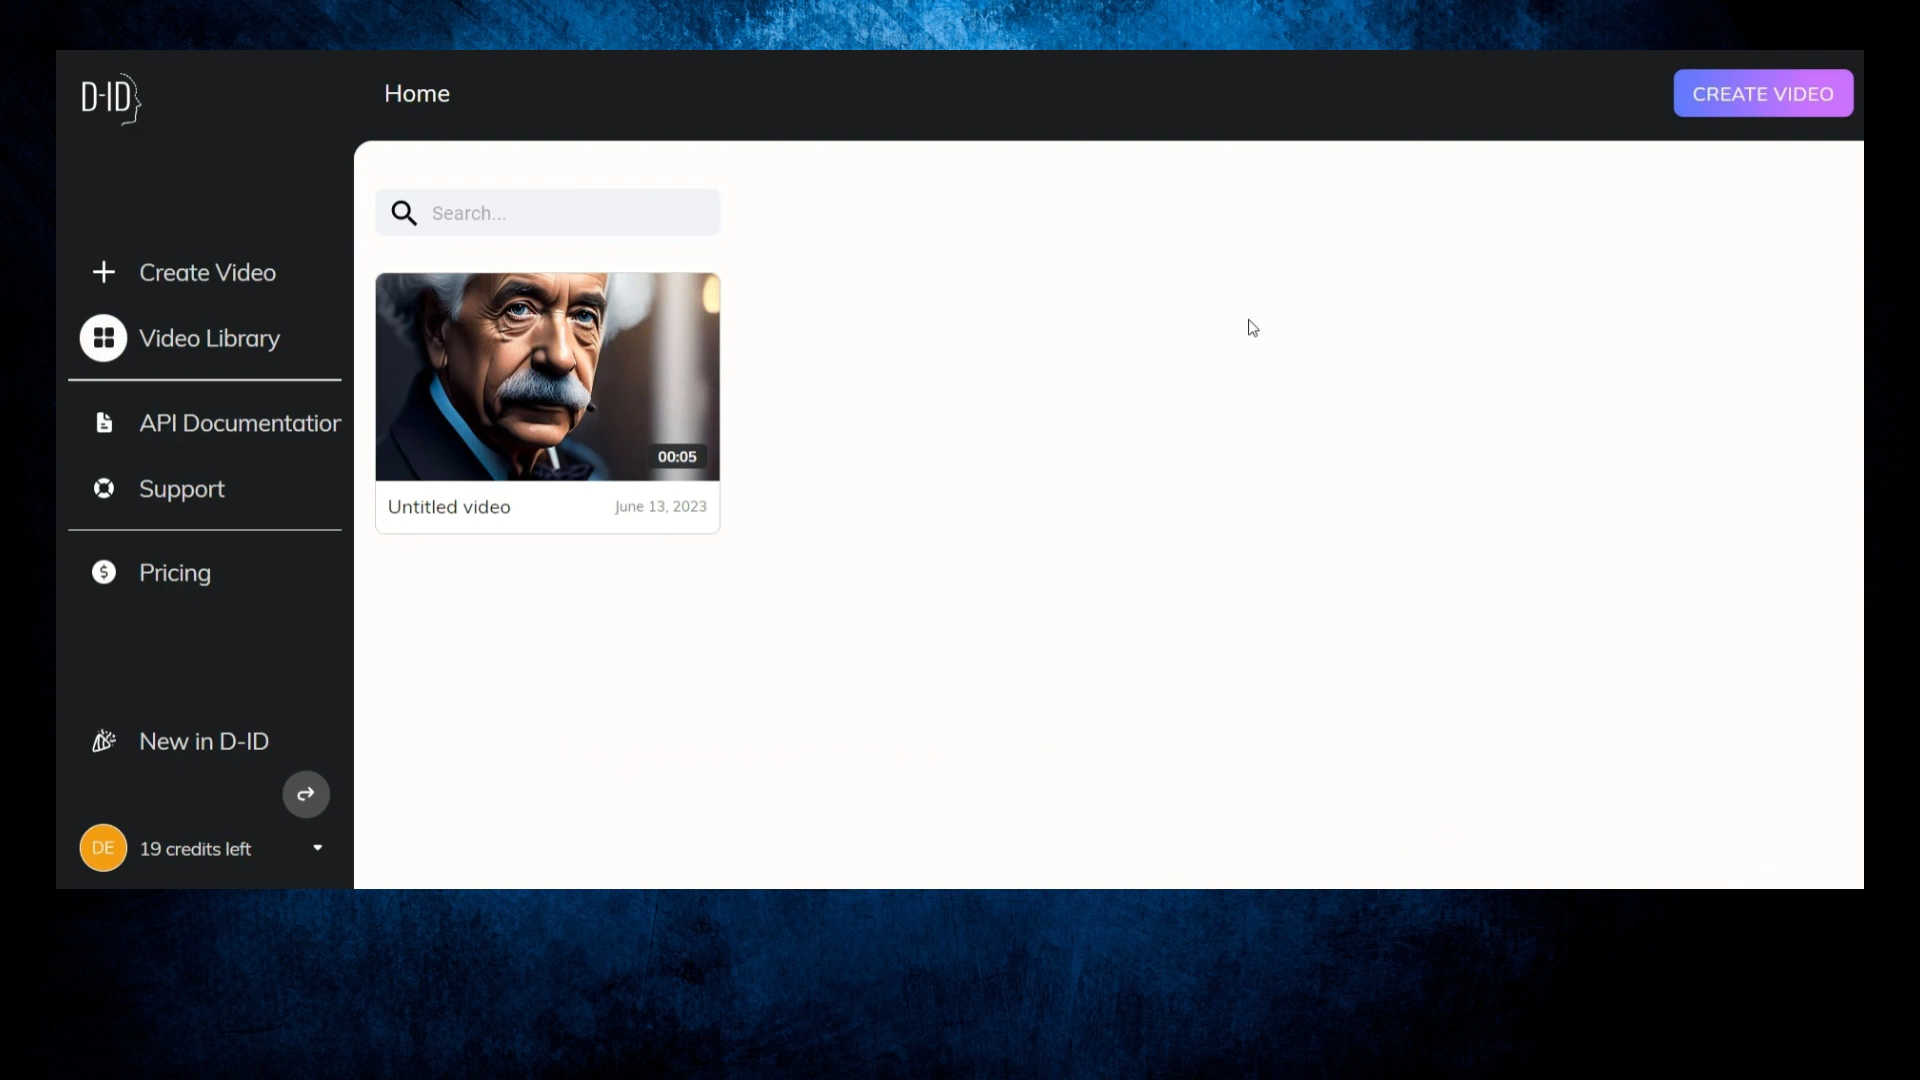 D-ID
Home
CREATE VIDEO
Search...
Create Video
Video Library
API Documentation
Support
Pricing
New in D-ID
DE
19 credits left
00:05
Untitled video
June 13, 2023